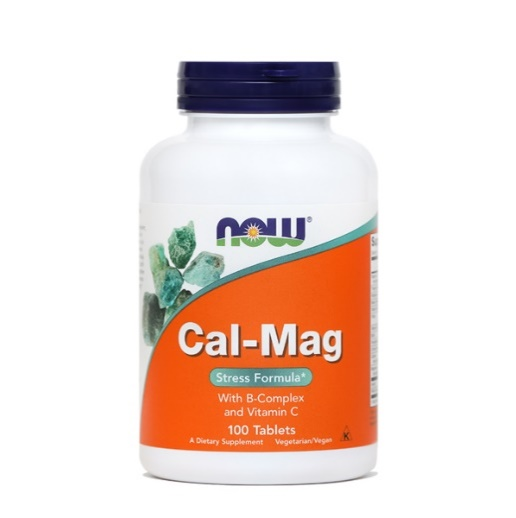 NOW®
Cal-Mag
Stress Formula*
With B-Complex
and Vitamin C
100 Tablets
A Dietary Supplement Vegetarian/Vegan
K